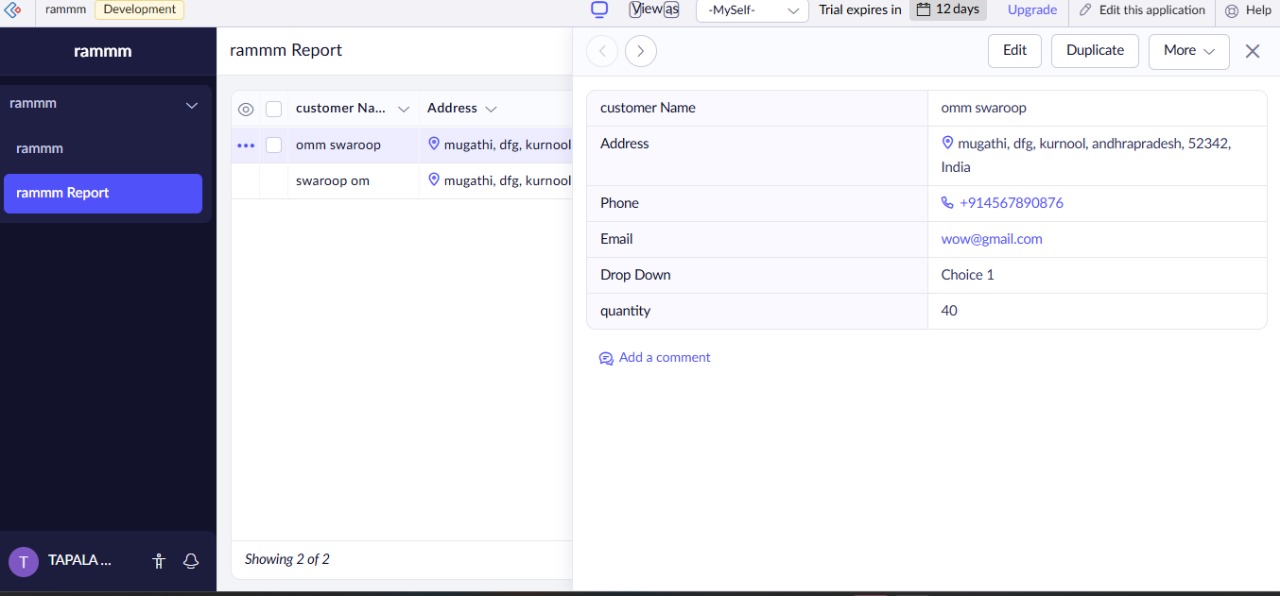 rammm Development View as -MySelf- Trial expires in 12 days Upgrade Edit this application Help
rammm
rammm
rammm
rammm Report
TAPALA ...
T
rammm Report
customer Na... Address
omm swaroop mugathi, dfg, kurnool
swaroop om mugathi, dfg, kurnool
Showing 2 of 2
Edit Duplicate More
customer Name omm swaroop
Address mugathi, dfg, kurnool, andhrapradesh, 52342,
India
Phone +914567890876
Email wow@gmail.com
Drop Down Choice 1
quantity 40
Add a comment